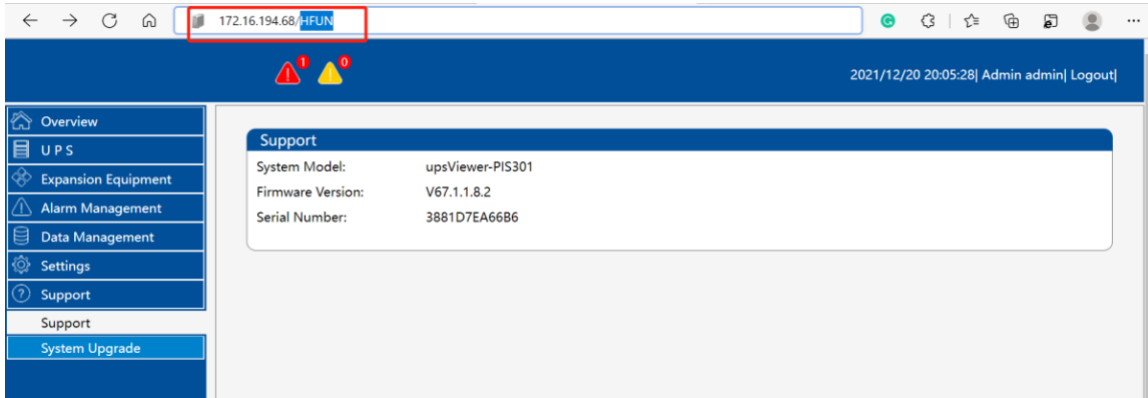 172.16.194.68/HFUN
1 0
2021/12/20 20:05:28| Admin admin| Logout|
Overview
U P S
Expansion Equipment
Alarm Management
Data Management
Settings
Support
Support
System Upgrade
Support
System Model: upsViewer-PIS301
Firmware Version: V67.1.1.8.2
Serial Number: 3881D7EA66B6